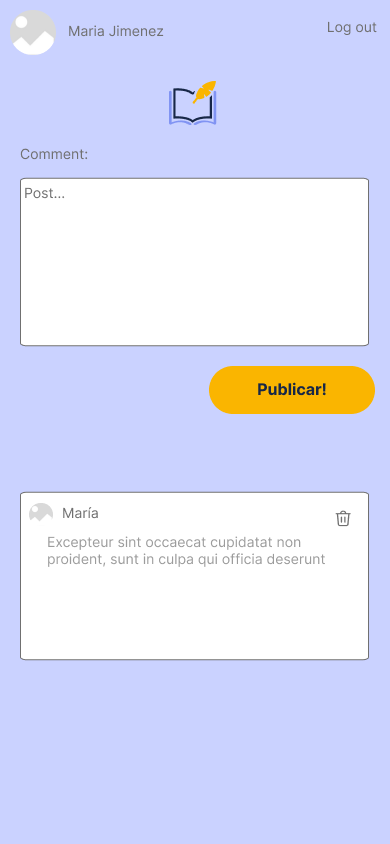 Maria Jimenez
Log out
Comment:
Post...
Publicar!
María
Excepteur sint occaecat cupidatat non
proident, sunt in culpa qui officia deserunt